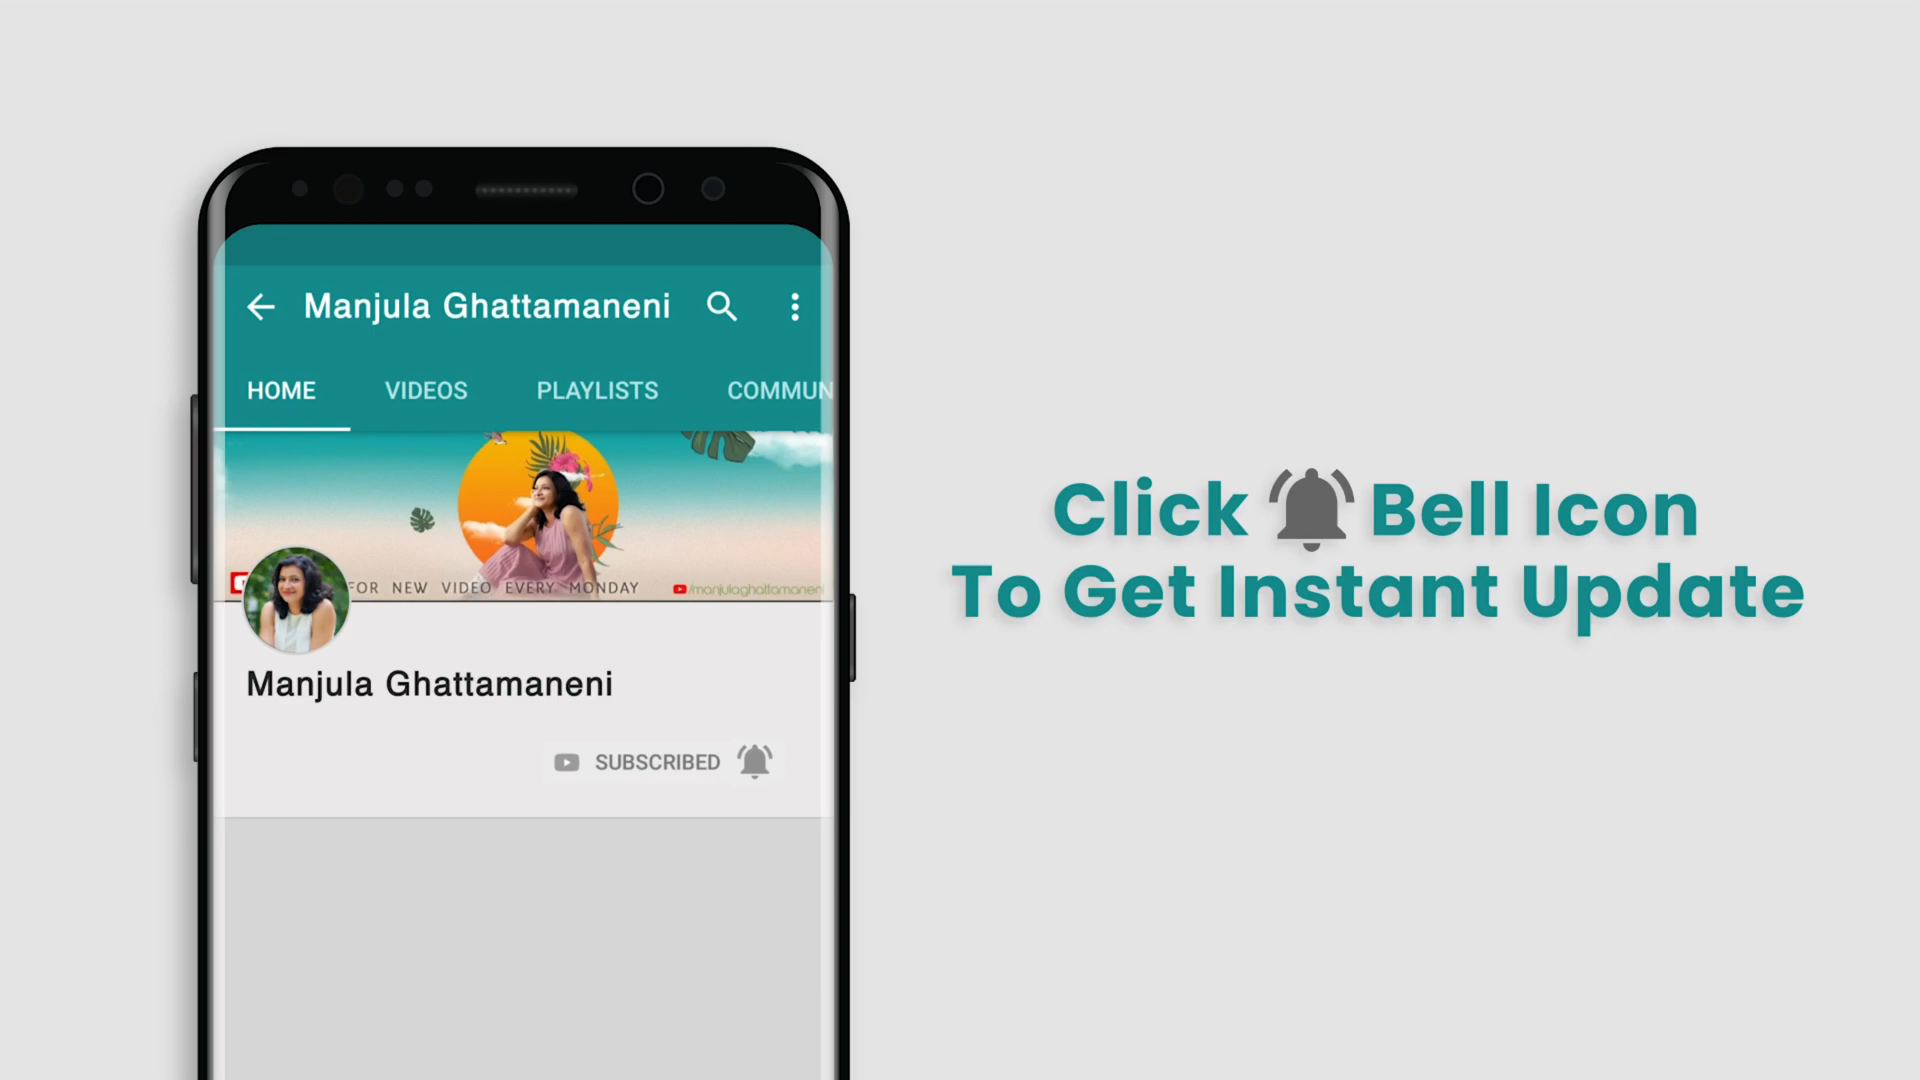 Manjula Ghattamaneni
HOME VIDEOS PLAYLISTS COMMUN
FOR NEW VIDEO EVERY MONDAY
/manjulaghattamaneni
Manjula Ghattamaneni
SUBSCRIBED
Click Bell Icon
To Get Instant Update